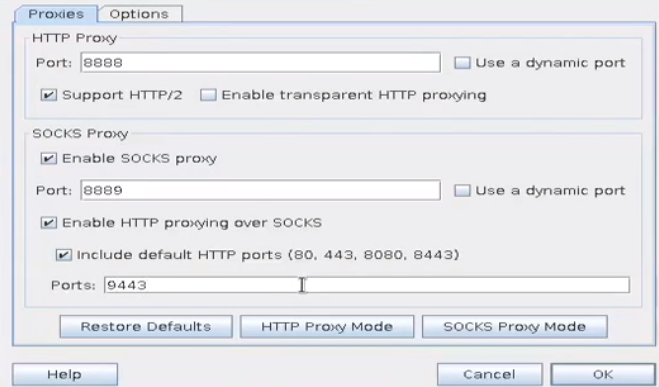 Proxies Options
HTTP Proxy
Port: 8888 Use a dynamic port
Support HTTP/2 Enable transparent HTTP proxying
SOCKS Proxy
Enable SOCKS proxy
Port: 8889 Use a dynamic port
Enable HTTP proxying over SOCKS
Include default HTTP ports (80, 443, 8080, 8443)
Ports: 9443
Restore Defaults HTTP Proxy Mode SOCKS Proxy Mode
Help Cancel OK